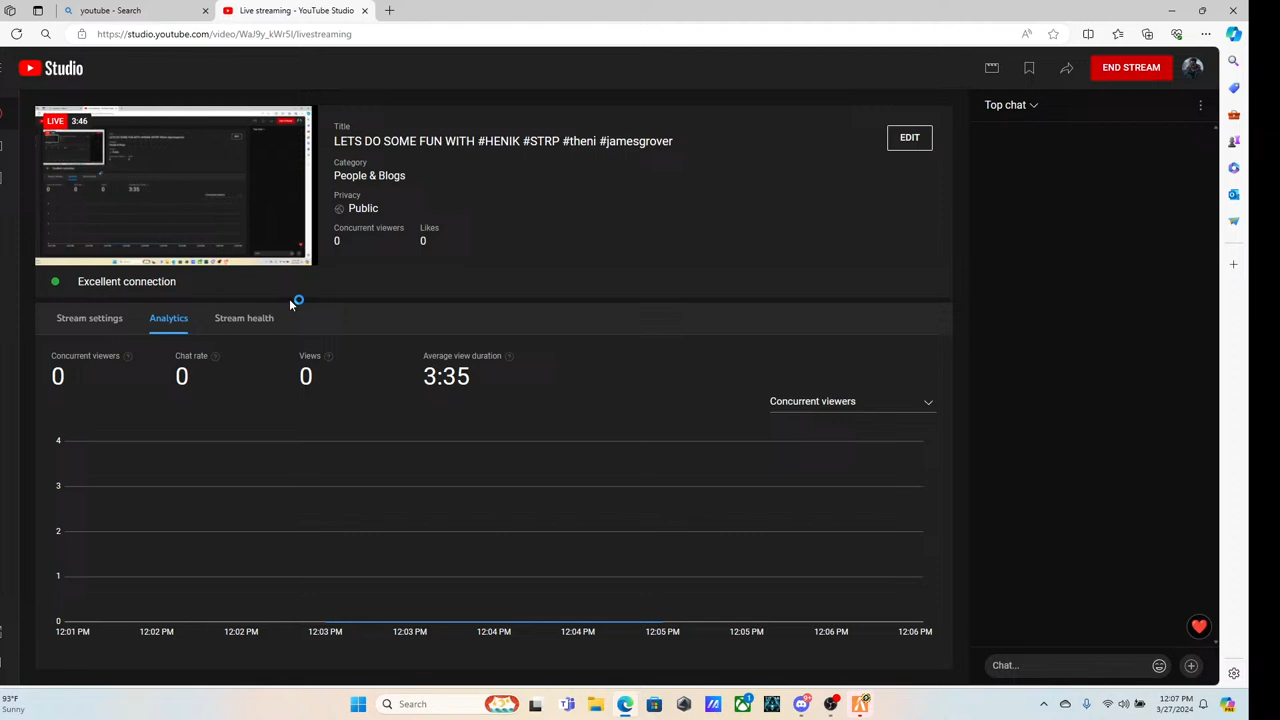 youtube - Search
Live streaming - YouTube Studio
https://studio.youtube.com/video/WaJ9y_kWr5I/livestreaming
Studio
END STREAM
LIVE 3:46
Title
LETS DO SOME FUN WITH #HENIK #STRP #theni #jamesgrover
EDIT
Category
People & Blogs
Privacy
Public
Concurrent viewers
Likes
0
0
Top chat
Excellent connection
Stream settings
Analytics
Stream health
Concurrent viewers
Chat rate
Views
Average view duration
0
0
0
3:35
Concurrent viewers
4
3
2
1
0
12:01 PM
12:02 PM
12:02 PM
12:03 PM
12:03 PM
12:04 PM
12:04 PM
12:05 PM
12:05 PM
12:06 PM
12:06 PM
Chat...
93°F
Sunny
Search
12:07 PM
3/27/2024